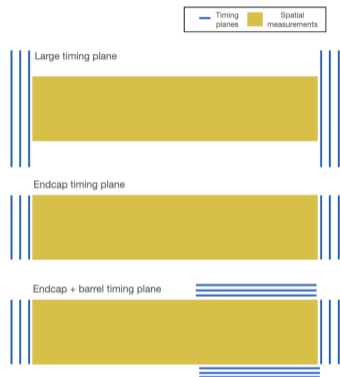 Timing planes
Spatial measurements
Large timing plane
Endcap timing plane
Endcap + barrel timing plane